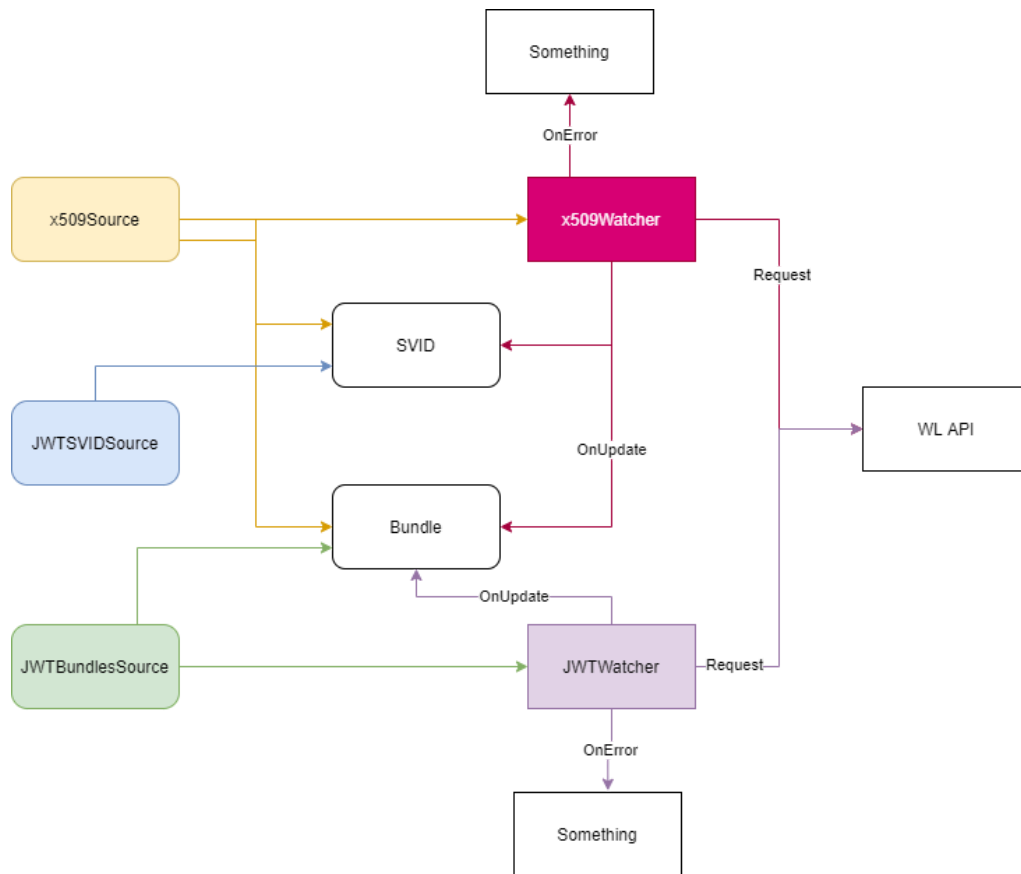 Something
OnError
x509Source
x509Watcher
Request
SVID
JWTSVIDSource
WL API
OnUpdate
Bundle
OnUpdate
JWTBundlesSource
JWTWatcher
Request
OnError
Something